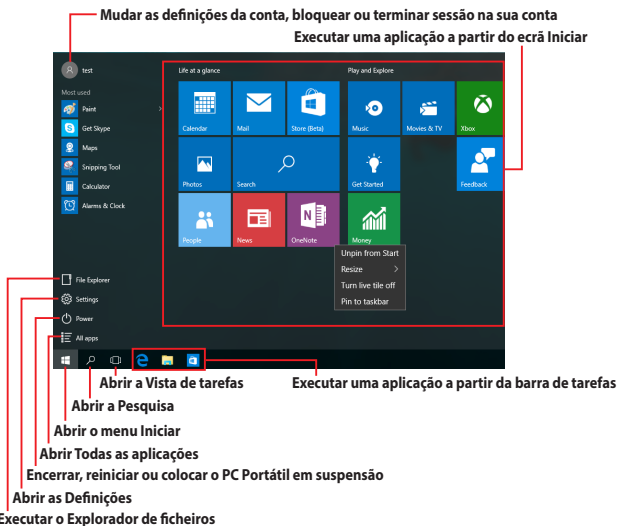 Mudar as definições da conta, bloquear ou terminar sessão na sua conta
Executar uma aplicação a partir do ecrã Iniciar
test
Most used
Paint
Get Skype
Maps
Snipping Tool
Calculator
Alarms & Clock
File Explorer
Settings
Power
All apps
Life at a glance
Play and Explore
Calendar
Mail
Store (Beta)
Music
Movies & TV
Xbox
Photos
Search
Get Started
Feedback
People
News
OneNote
Money
Unpin from Start
Resize
Turn live tile off
Pin to taskbar
Abrir a Vista de tarefas
Executar uma aplicação a partir da barra de tarefas
Abrir a Pesquisa
Abrir o menu Iniciar
Abrir Todas as aplicações
Encerrar, reiniciar ou colocar o PC Portátil em suspensão
Abrir as Definições
Executar o Explorador de ficheiros